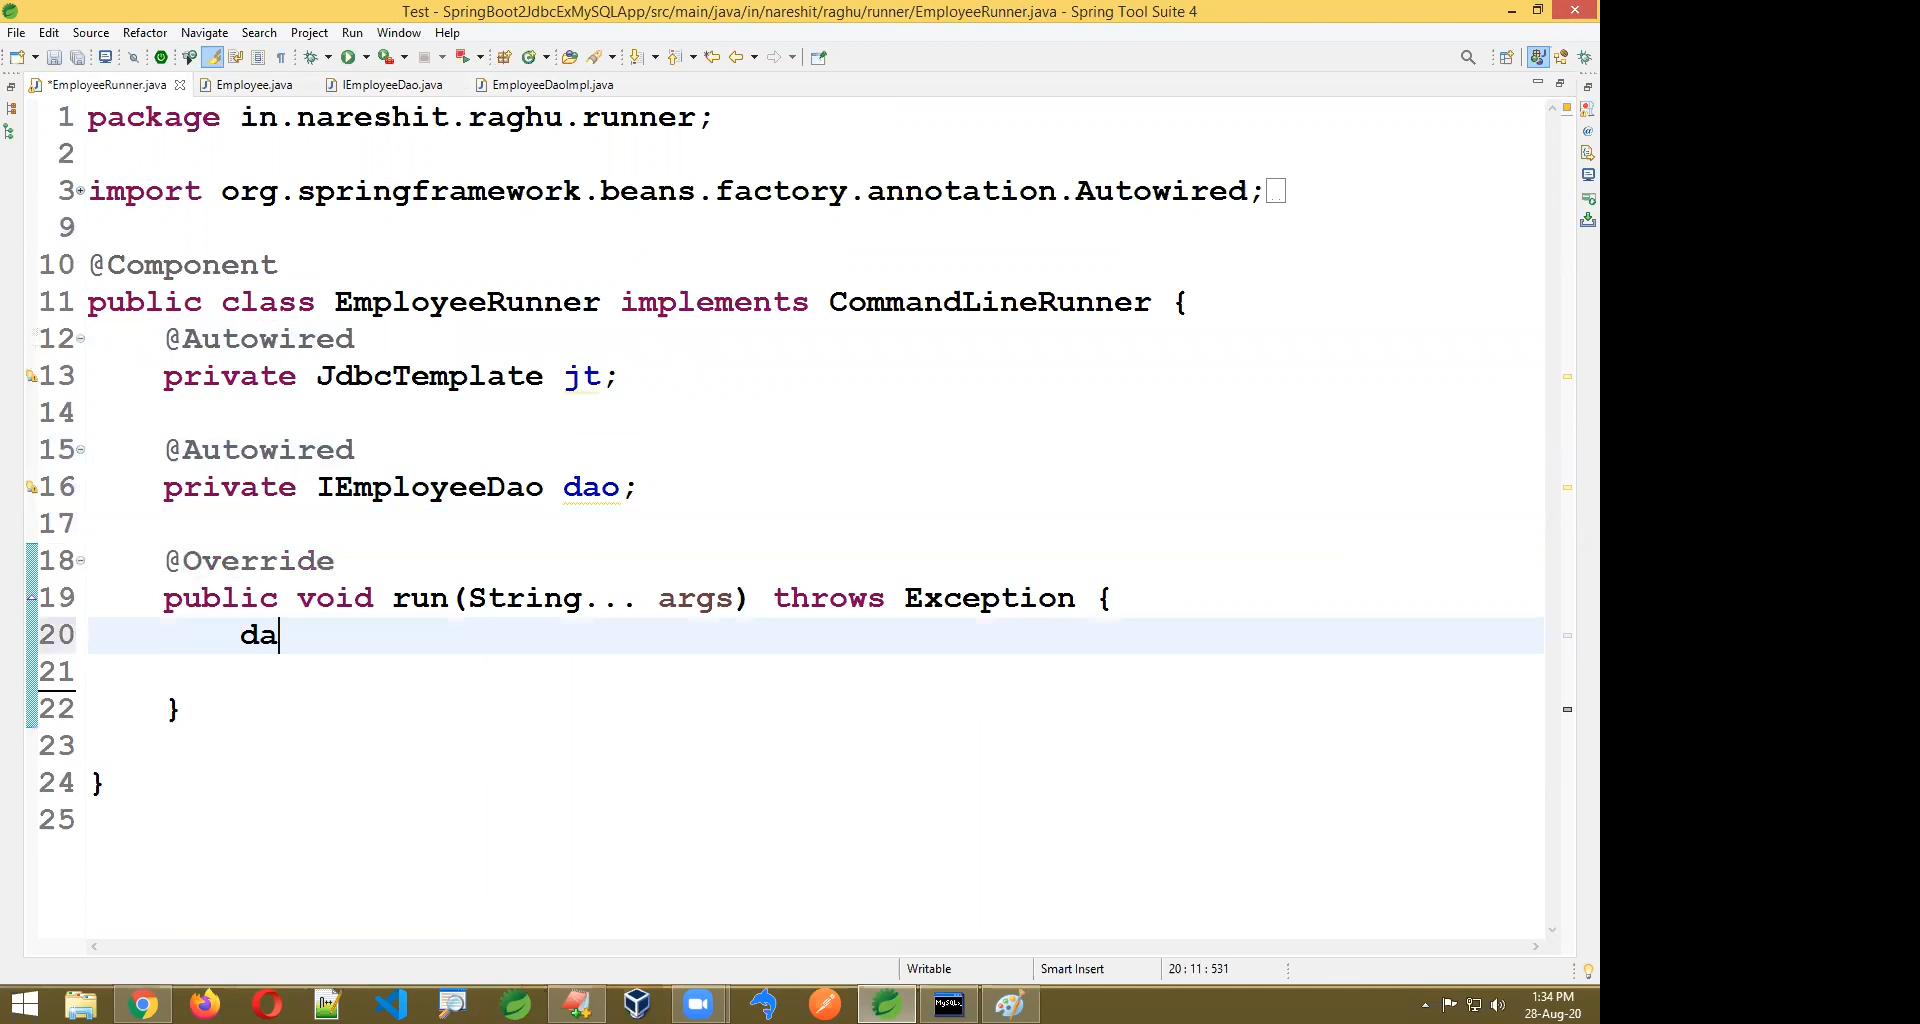 Test - SpringBoot2JdbcExMySQLApp/src/main/java/in/nareshit/raghu/runner/EmployeeRunner.java - Spring Tool Suite 4
File Edit Source Refactor Navigate Search Project Run Window Help
*EmployeeRunner.java Employee.java IEmployeeDao.java EmployeeDaoImpl.java
1 package in.nareshit.raghu.runner;
2
3 import org.springframework.beans.factory.annotation.Autowired;
9
10 @Component
11 public class EmployeeRunner implements CommandLineRunner {
12 @Autowired
13 private JdbcTemplate jt;
14
15 @Autowired
16 private IEmployeeDao dao;
17
18 @Override
19 public void run(String... args) throws Exception {
20 da
21
22 }
23
24 }
25
Writable Smart Insert 20 : 11 : 531
1:34 PM
28-Aug-20